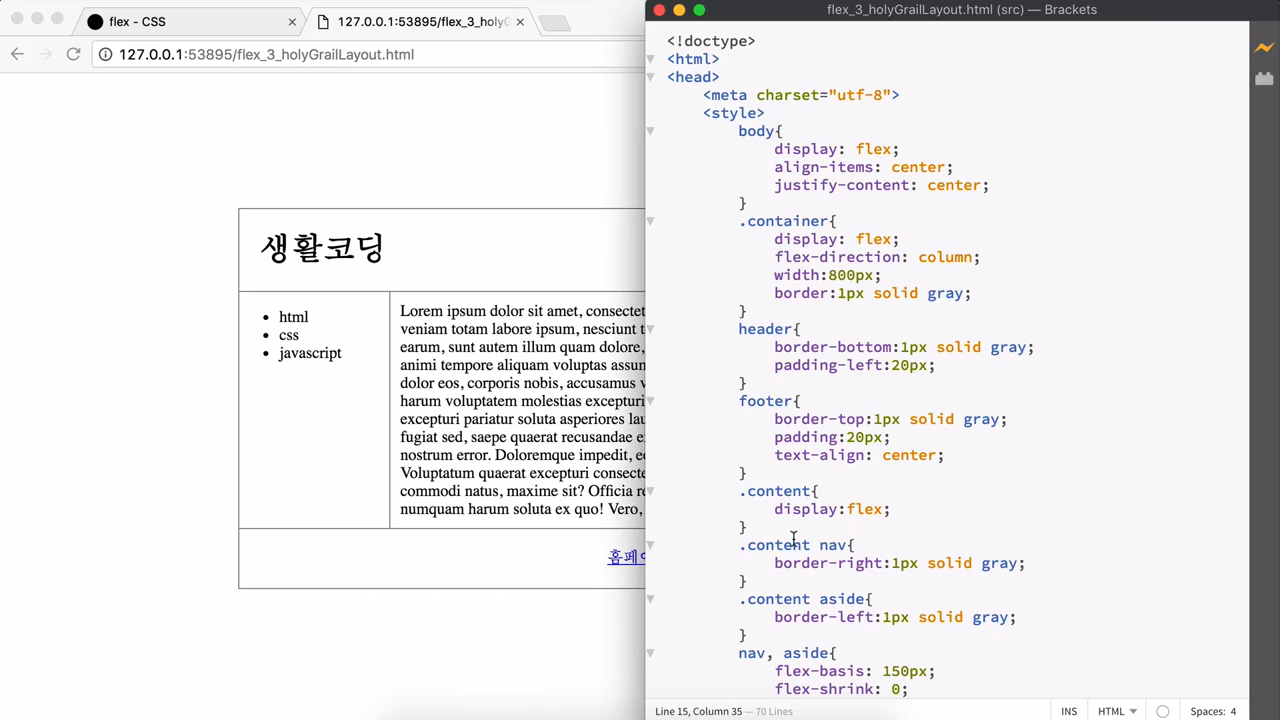 flex - CSS
127.0.0.1:53895/flex_3_holyG
127.0.0.1:53895/flex_3_holyGrailLayout.html
생활코딩
html
css
javascript
Lorem ipsum dolor sit amet, consectet
veniam totam labore ipsum, nesciunt t
earum, sunt autem illum quam dolore,
animi tempore aliquam voluptas assun
dolor eos, corporis nobis, accusamus v
harum voluptatem molestias excepturi
excepturi pariatur soluta asperiores lau
fugiat sed, saepe quaerat recusandae e
nostrum error. Doloremque impedit, eo
Voluptatum quaerat excepturi consecte
commodi natus, maxime sit? Officia re
numquam harum soluta ex quo! Vero,
홈페이
flex_3_holyGrailLayout.html (src) — Brackets
<!doctype>
<html>
<head>
<meta charset="utf-8">
<style>
body{
display: flex;
align-items: center;
justify-content: center;
}
.container{
display: flex;
flex-direction: column;
width:800px;
border:1px solid gray;
}
header{
border-bottom:1px solid gray;
padding-left:20px;
}
footer{
border-top:1px solid gray;
padding:20px;
text-align: center;
}
.content{
display:flex;
}
.content nav{
border-right:1px solid gray;
}
.content aside{
border-left:1px solid gray;
}
nav, aside{
flex-basis: 150px;
flex-shrink: 0;
Line 15, Column 35 — 70 Lines
INS
HTML
Spaces: 4